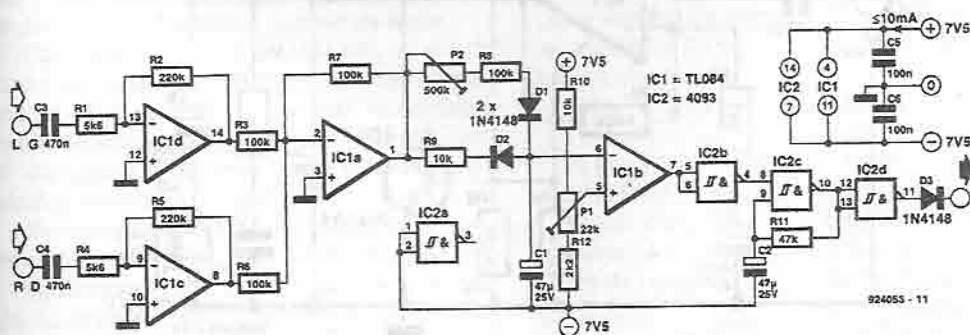 ≤10mA
7V5
C5
100n
0
C6
100n
7V5
14
IC2
7
4
IC1
11
IC1 = TL084
IC2 = 4093
R2
220k
C3
470n
L G
R1
5k6
13
12
IC1d
14
R3
100k
R7
100k
2
3
IC1a
1
P2
500k
R8
100k
D1
2 x
1N4148
R9
10k
D2
7V5
R10
10k
P1
22k
R12
2k2
7V5
6
5
IC1b
7
5
6
IC2b
4
8
9
IC2c
10
12
13
IC2d
11
D3
1N4148
R11
47k
C2
47µ
25V
C1
47µ
25V
IC2a
1
2
3
&
&
&
&
R5
220k
C4
470n
R D
R4
5k6
9
10
IC1c
8
R6
100k
924053 - 11